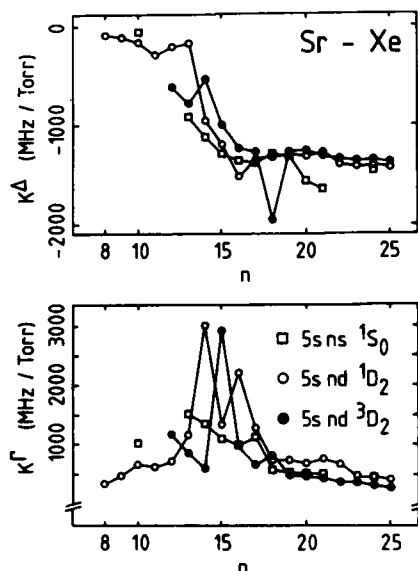 Sr - Xe
K^Δ (MHz / Torr)
0
-1000
-2000
8 10 15 20 25
n
K^Γ (MHz / Torr)
3000
2000
1000
□ 5s ns ¹S₀
○ 5s nd ¹D₂
● 5s nd ³D₂
8 10 15 20 25
n